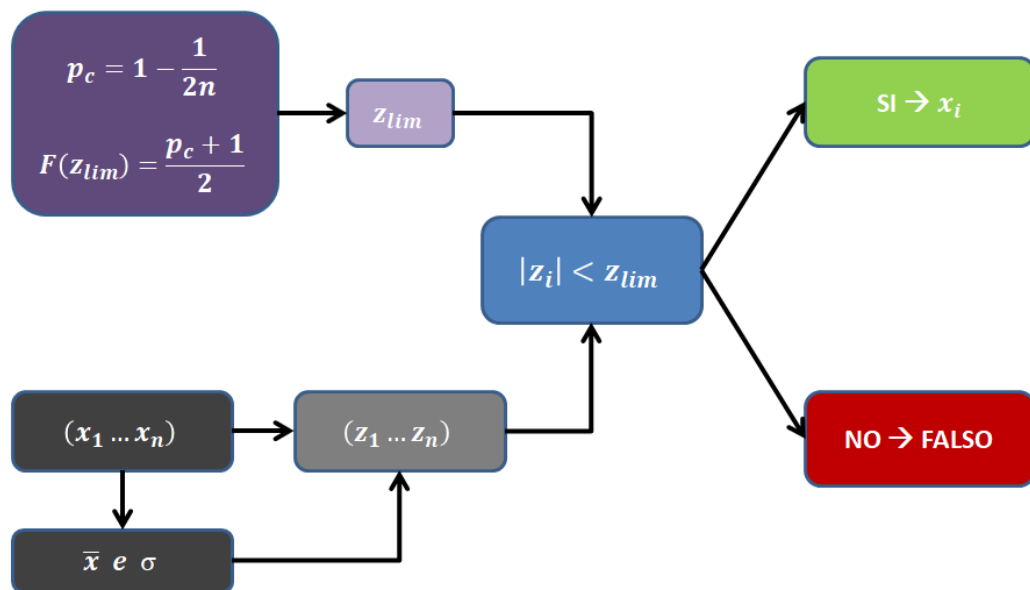 p_c = 1 − 1/2n
F(z_lim) = (p_c + 1)/2
z_lim
SI → x_i
|z_i| < z_lim
(x_1 ... x_n)
(z_1 ... z_n)
NO → FALSO
x̅ e σ